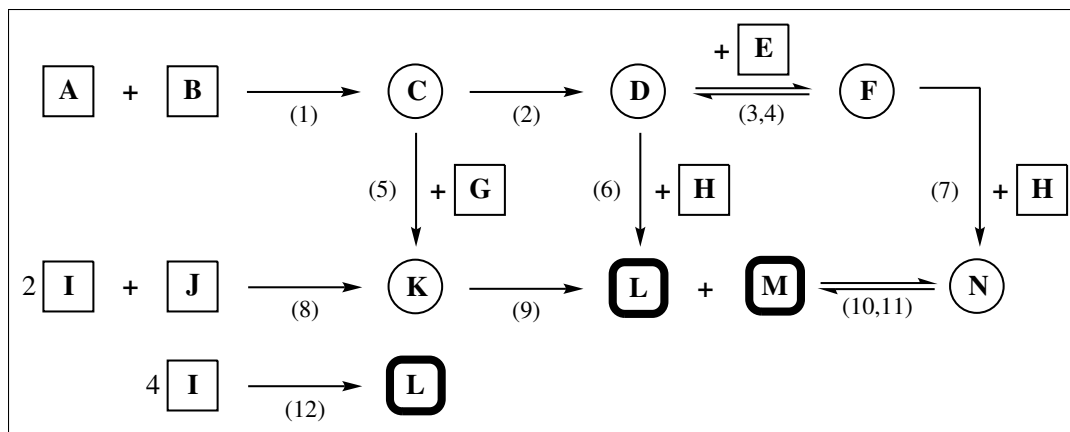 + E
A + B (1) C (2) D (3,4) F
(5) + G (6) + H (7) + H
2 I + J (8) K (9) L + M (10,11) N
4 I (12) L